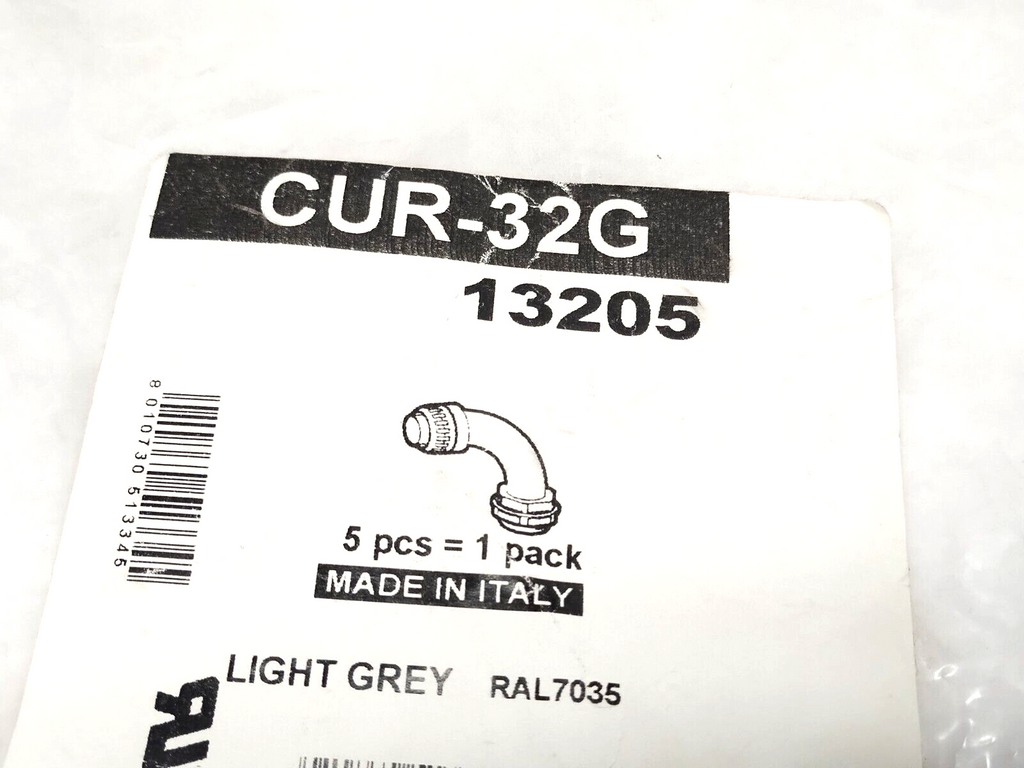 CUR-32G
13205
8 010730 513345
5 pcs = 1 pack
MADE IN ITALY
LIGHT GREY RAL7035